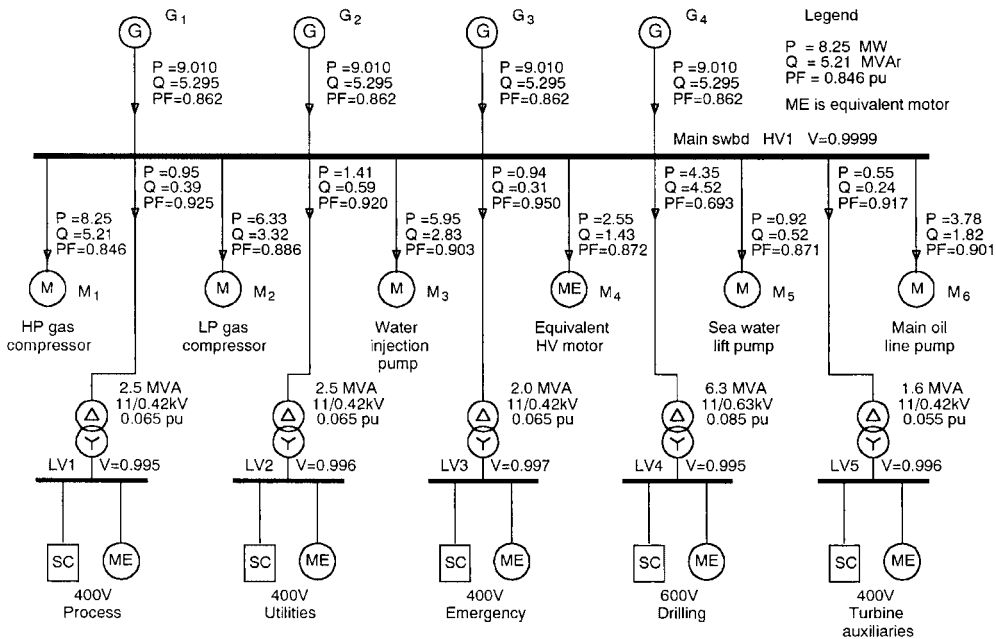 G1
G2
G3
G4
Legend
G
G
G
G
P = 8.25 MW
Q = 5.21 MVAr
PF = 0.846 pu
ME is equivalent motor
P =9.010
Q =5.295
PF=0.862
P =9.010
Q =5.295
PF=0.862
P =9.010
Q =5.295
PF=0.862
P =9.010
Q =5.295
PF=0.862
Main swbd HV1 V=0.9999
P =0.95
Q =0.39
PF=0.925
P =1.41
Q =0.59
PF=0.920
P =0.94
Q =0.31
PF=0.950
P =4.35
Q =4.52
PF=0.693
P =0.55
Q =0.24
PF=0.917
P =8.25
Q =5.21
PF=0.846
P =6.33
Q =3.32
PF=0.886
P =5.95
Q =2.83
PF=0.903
P =2.55
Q =1.43
PF=0.872
P =0.92
Q =0.52
PF=0.871
P =3.78
Q =1.82
PF=0.901
M M1
M M2
M M3
ME M4
M M5
M M6
HP gas
compressor
LP gas
compressor
Water
injection
pump
Equivalent
HV motor
Sea water
lift pump
Main oil
line pump
2.5 MVA
11/0.42kV
0.065 pu
2.5 MVA
11/0.42kV
0.065 pu
2.0 MVA
11/0.42kV
0.065 pu
6.3 MVA
11/0.63kV
0.085 pu
1.6 MVA
11/0.42kV
0.055 pu
LV1 V=0.995
LV2 V=0.996
LV3 V=0.997
LV4 V=0.995
LV5 V=0.996
SC ME
SC ME
SC ME
SC ME
SC ME
400V
Process
400V
Utilities
400V
Emergency
600V
Drilling
400V
Turbine
auxiliaries